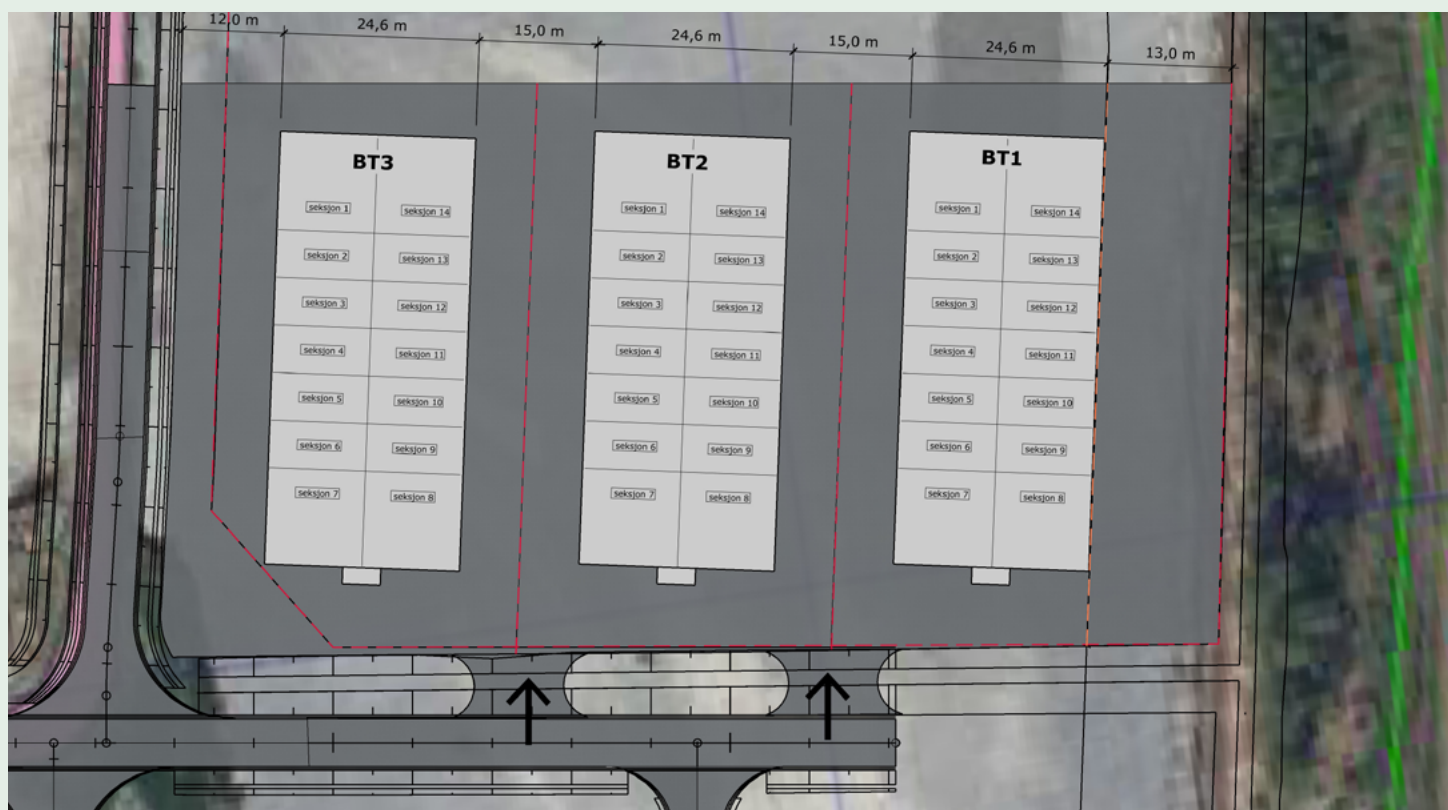 12,0 m
24,6 m
15,0 m
24,6 m
15,0 m
24,6 m
13,0 m
BT3
seksjon 1
seksjon 14
seksjon 2
seksjon 13
seksjon 3
seksjon 12
seksjon 4
seksjon 11
seksjon 5
seksjon 10
seksjon 6
seksjon 9
seksjon 7
seksjon 8
BT2
seksjon 1
seksjon 14
seksjon 2
seksjon 13
seksjon 3
seksjon 12
seksjon 4
seksjon 11
seksjon 5
seksjon 10
seksjon 6
seksjon 9
seksjon 7
seksjon 8
BT1
seksjon 1
seksjon 14
seksjon 2
seksjon 13
seksjon 3
seksjon 12
seksjon 4
seksjon 11
seksjon 5
seksjon 10
seksjon 6
seksjon 9
seksjon 7
seksjon 8